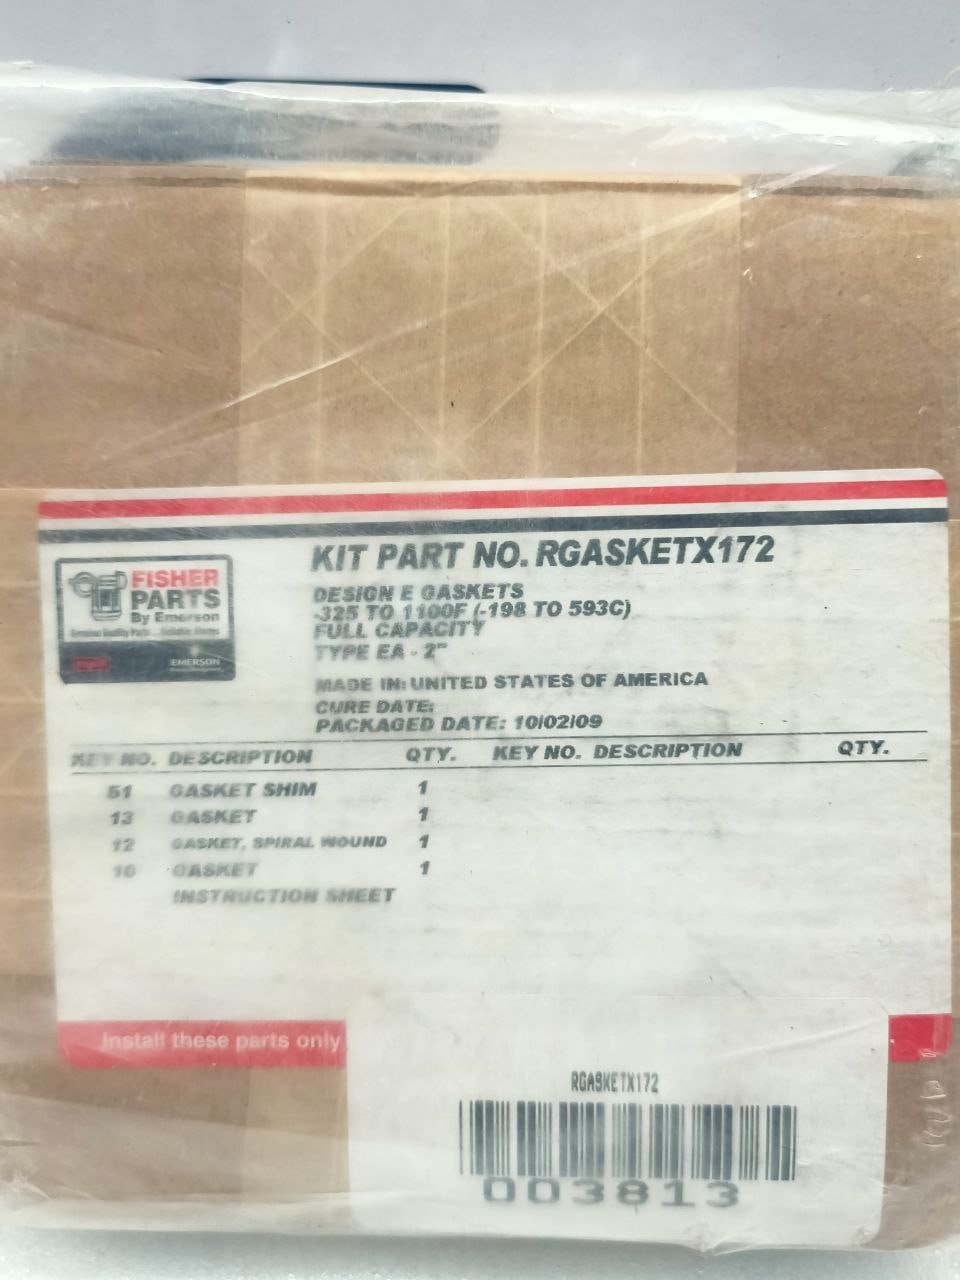 KIT PART NO. RGASKETX172
FISHER
PARTS
By Emerson
DESIGN E GASKETS
-325 TO 1100F (-198 TO 593C)
FULL CAPACITY
TYPE EA - 2"
EMERSON
MADE IN: UNITED STATES OF AMERICA
CURE DATE:
PACKAGED DATE: 10/02/09
KEY NO. DESCRIPTION QTY. KEY NO. DESCRIPTION QTY.
51 GASKET SHIM 1
13 GASKET 1
12 GASKET, SPIRAL WOUND 1
10 GASKET 1
INSTRUCTION SHEET
Install these parts only
RGASKETX172
003813